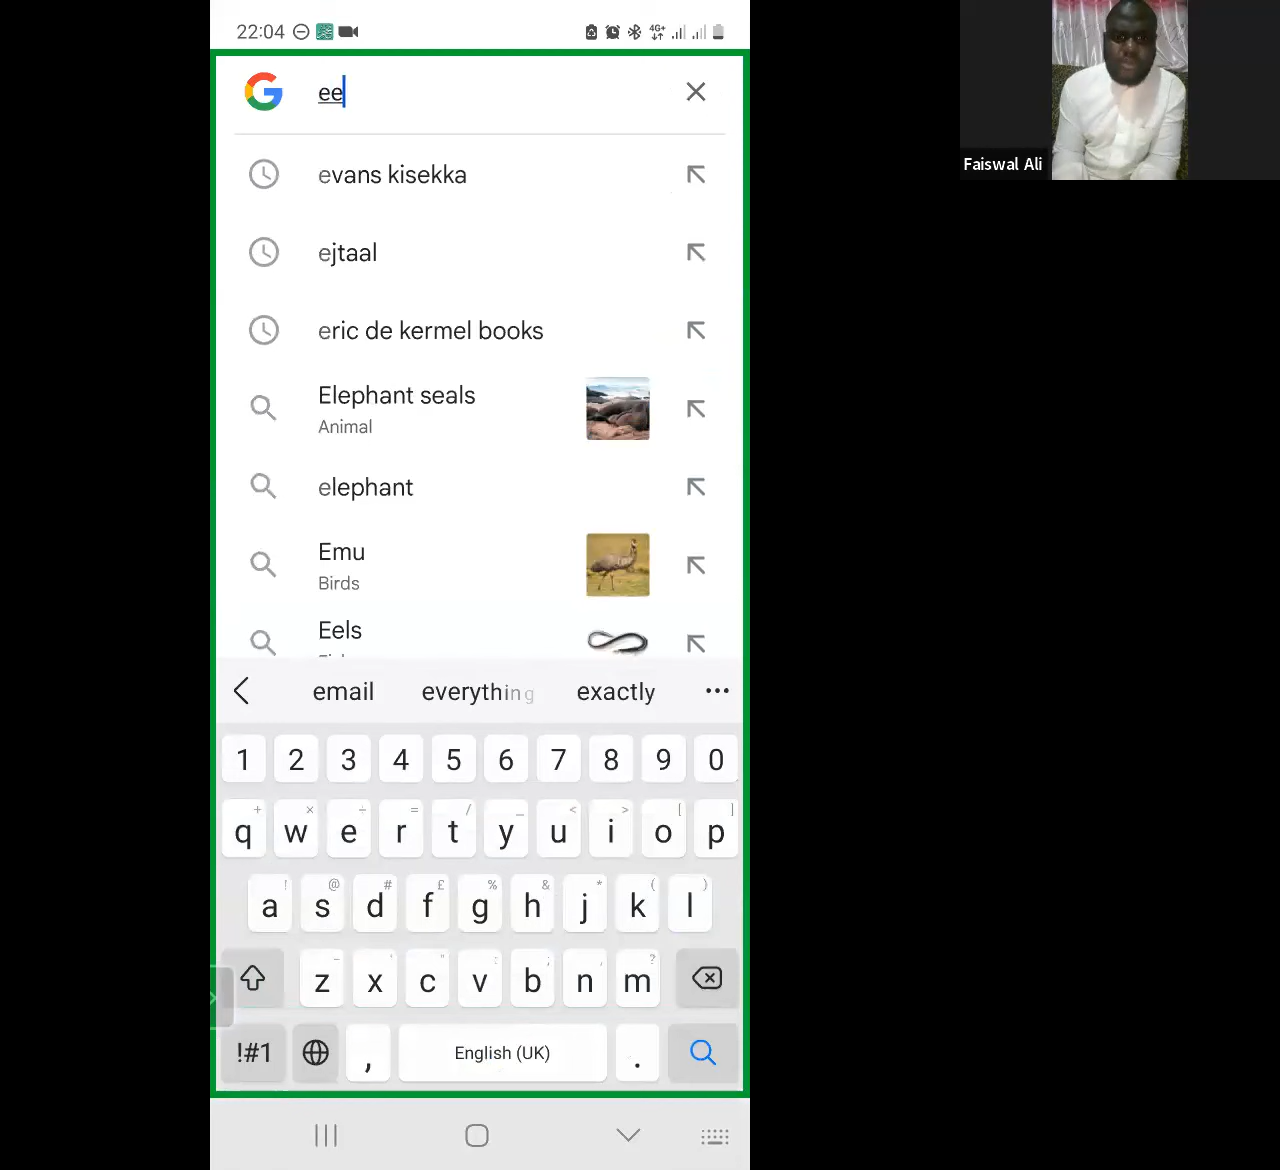 22:04
4G+
ee
evans kisekka
ejtaal
eric de kermel books
Elephant seals
Animal
elephant
Emu
Birds
Eels
email everything exactly
1 2 3 4 5 6 7 8 9 0
q w e r t y u i o p
a s d f g h j k l
z x c v b n m
!#1 , English (UK) .
Faiswal Ali